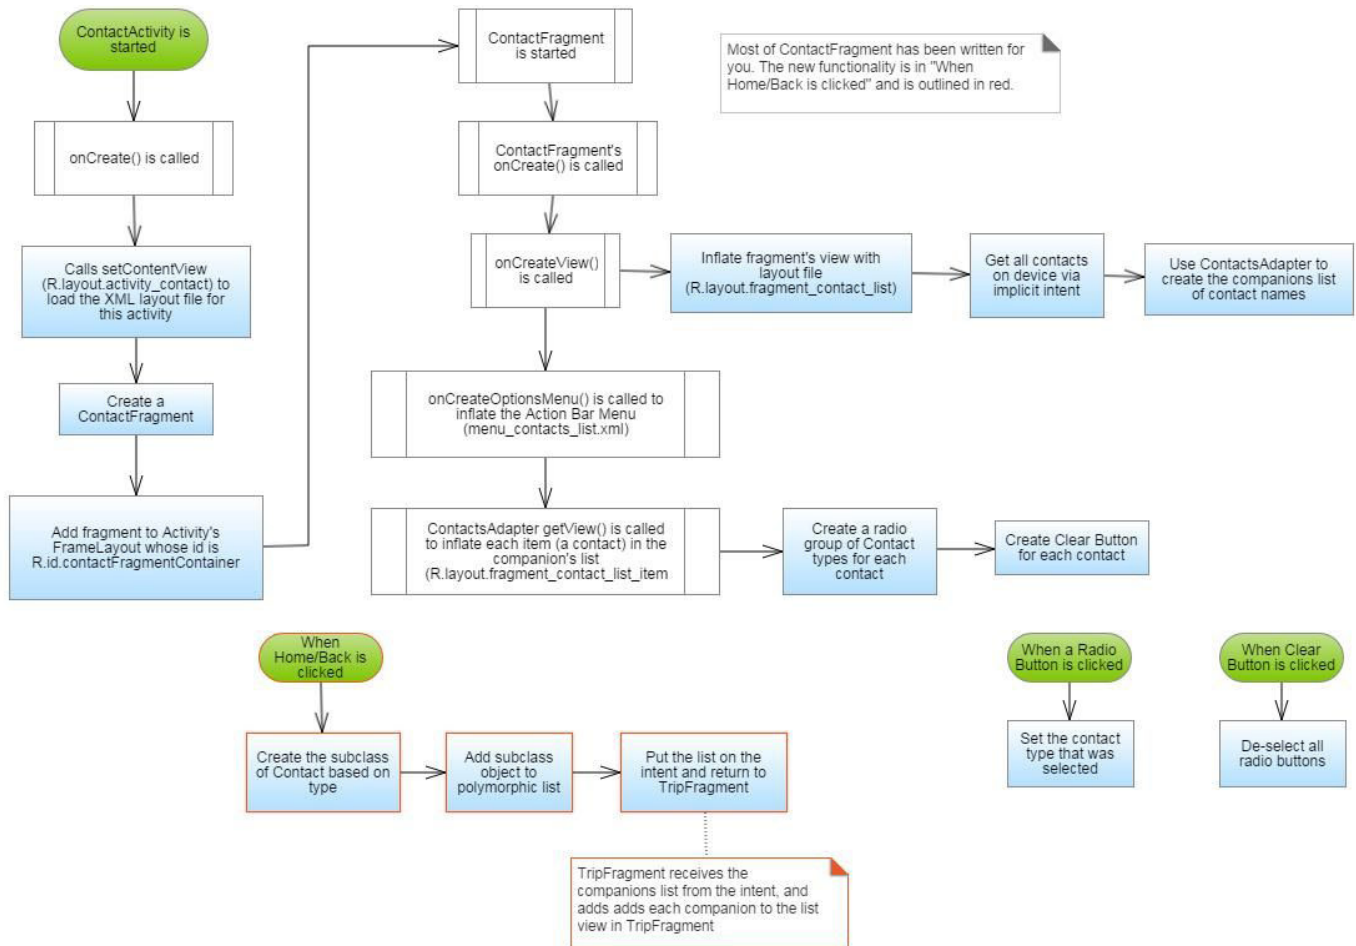 ContactActivity is
started
onCreate() is called
Calls setContentView
(R.layout.activity_contact) to
load the XML layout file for
this activity
Create a
ContactFragment
Add fragment to Activity's
FrameLayout whose id is
R.id.contactFragmentContainer
ContactFragment
is started
Most of ContactFragment has been written for
you. The new functionality is in "When
Home/Back is clicked" and is outlined in red.
ContactFragment's
onCreate() is called
onCreateView()
is called
Inflate fragment's view with
layout file
(R.layout.fragment_contact_list)
Get all contacts
on device via
implicit intent
Use ContactsAdapter to
create the companions list
of contact names
onCreateOptionsMenu() is called to
inflate the Action Bar Menu
(menu_contacts_list.xml)
ContactsAdapter getView() is called
to inflate each item (a contact) in the
companion's list
(R.layout.fragment_contact_list_item
Create a radio
group of Contact
types for each
contact
Create Clear Button
for each contact
When
Home/Back is
clicked
Create the subclass
of Contact based on
type
Add subclass
object to
polymorphic list
Put the list on the
intent and return to
TripFragment
TripFragment receives the
companions list from the intent, and
adds adds each companion to the list
view in TripFragment
When a Radio
Button is clicked
Set the contact
type that was
selected
When Clear
Button is clicked
De-select all
radio buttons